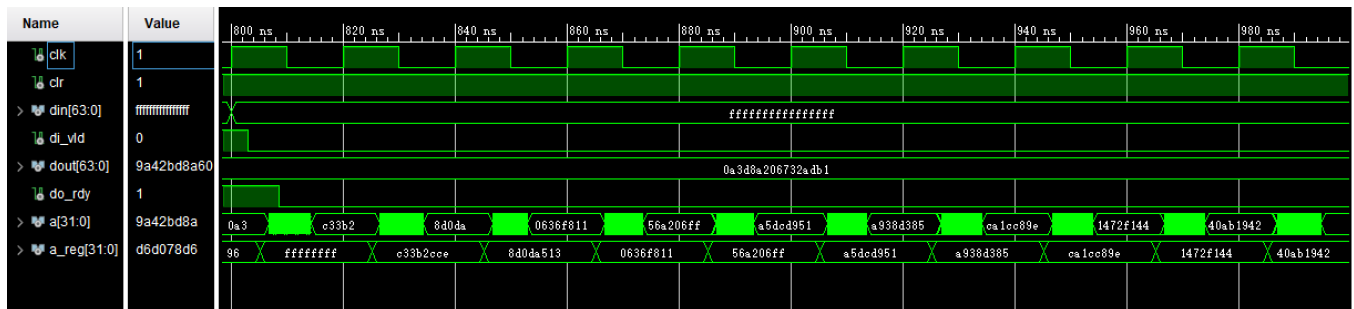 Name Value 800 ns 820 ns 840 ns 860 ns 880 ns 900 ns 920 ns 940 ns 960 ns 980 ns
clk 1
clr 1
din[63:0] ffffffffffffffff ffffffffffffffff
di_vld 0
dout[63:0] 9a42bd8a60 0a3d8a206732adb1
do_rdy 1
a[31:0] 9a42bd8a 0a3 c33b2 8d0da 0636f811 56a206ff a5dcd951 a938d385 ca1cc89e 1472f144 40ab1942
a_reg[31:0] d6d078d6 96 ffffffff c33b2cce 8d0da513 0636f811 56a206ff a5dcd951 a938d385 ca1cc89e 1472f144 40ab1942